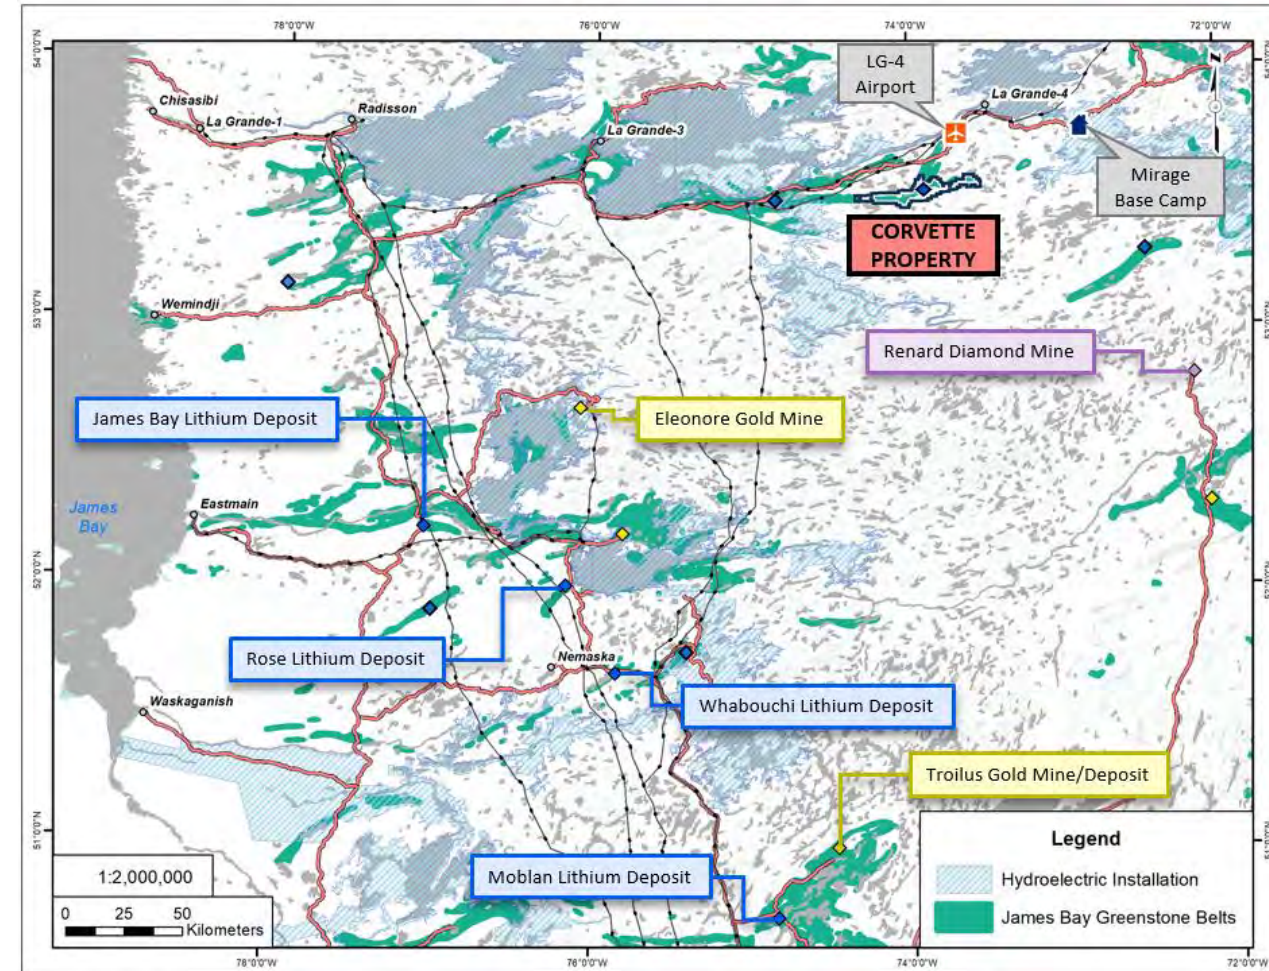 78°0'0"W
76°0'0"W
74°0'0"W
72°0'0"W
54°0'0"N
LG-4
Airport
La Grande-4
N
Chisasibi
La Grande-1
Radisson
La Grande-3
Mirage
Base Camp
CORVETTE
PROPERTY
53°0'0"N
Wemindji
Renard Diamond Mine
James Bay Lithium Deposit
Eleonore Gold Mine
Eastmain
James
Bay
52°0'0"N
Rose Lithium Deposit
Nemaska
Whabouchi Lithium Deposit
Waskaganish
Troilus Gold Mine/Deposit
51°0'0"N
Legend
Moblan Lithium Deposit
1:2,000,000
Hydroelectric Installation
0 25 50
Kilometers
James Bay Greenstone Belts
78°0'0"W
76°0'0"W
74°0'0"W
72°0'0"W